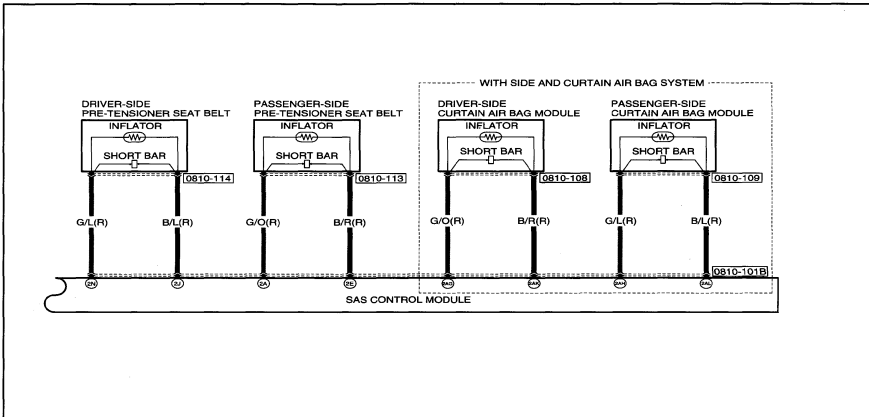 WITH SIDE AND CURTAIN AIR BAG SYSTEM
DRIVER-SIDE
PRE-TENSIONER SEAT BELT
PASSENGER-SIDE
PRE-TENSIONER SEAT BELT
DRIVER-SIDE
CURTAIN AIR BAG MODULE
PASSENGER-SIDE
CURTAIN AIR BAG MODULE
INFLATOR
INFLATOR
INFLATOR
INFLATOR
SHORT BAR
SHORT BAR
SHORT BAR
SHORT BAR
0810-114
0810-113
0810-108
0810-109
G/L(R)
B/L(R)
G/O(R)
B/R(R)
G/O(R)
B/R(R)
G/L(R)
B/L(R)
0810-101B
2N
2J
2A
2E
2AK
2AH
2AL
SAS CONTROL MODULE